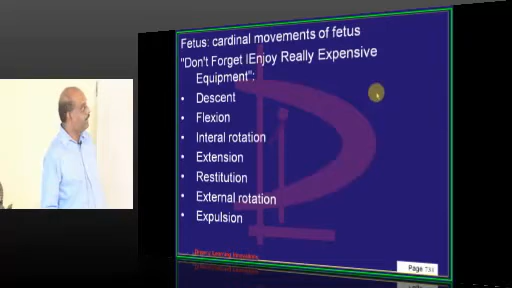 Fetus: cardinal movements of fetus
"Don't Forget IEnjoy Really Expensive
Equipment":
• Descent
• Flexion
• Interal rotation
• Extension
• Restitution
• External rotation
• Expulsion
Page